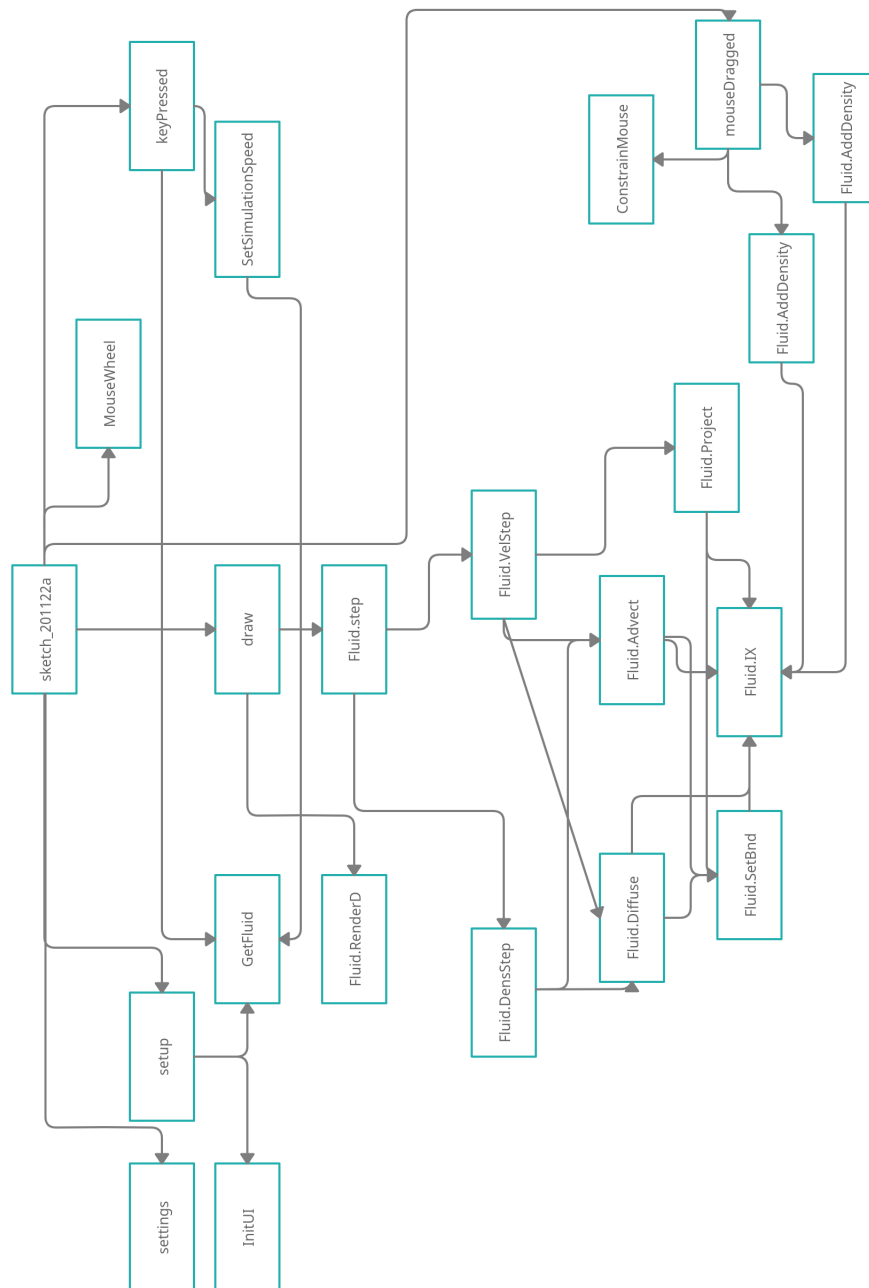 sketch_201122a
MouseWheel
keyPressed
settings
setup
SetSimulationSpeed
draw
GetFluid
InitUI
Fluid.step
Fluid.RenderD
Fluid.VelStep
Fluid.DensStep
ConstrainMouse
Fluid.Advect
Fluid.Diffuse
mouseDragged
Fluid.Project
Fluid.IX
Fluid.SetBnd
Fluid.AddDensity
Fluid.AddDensity